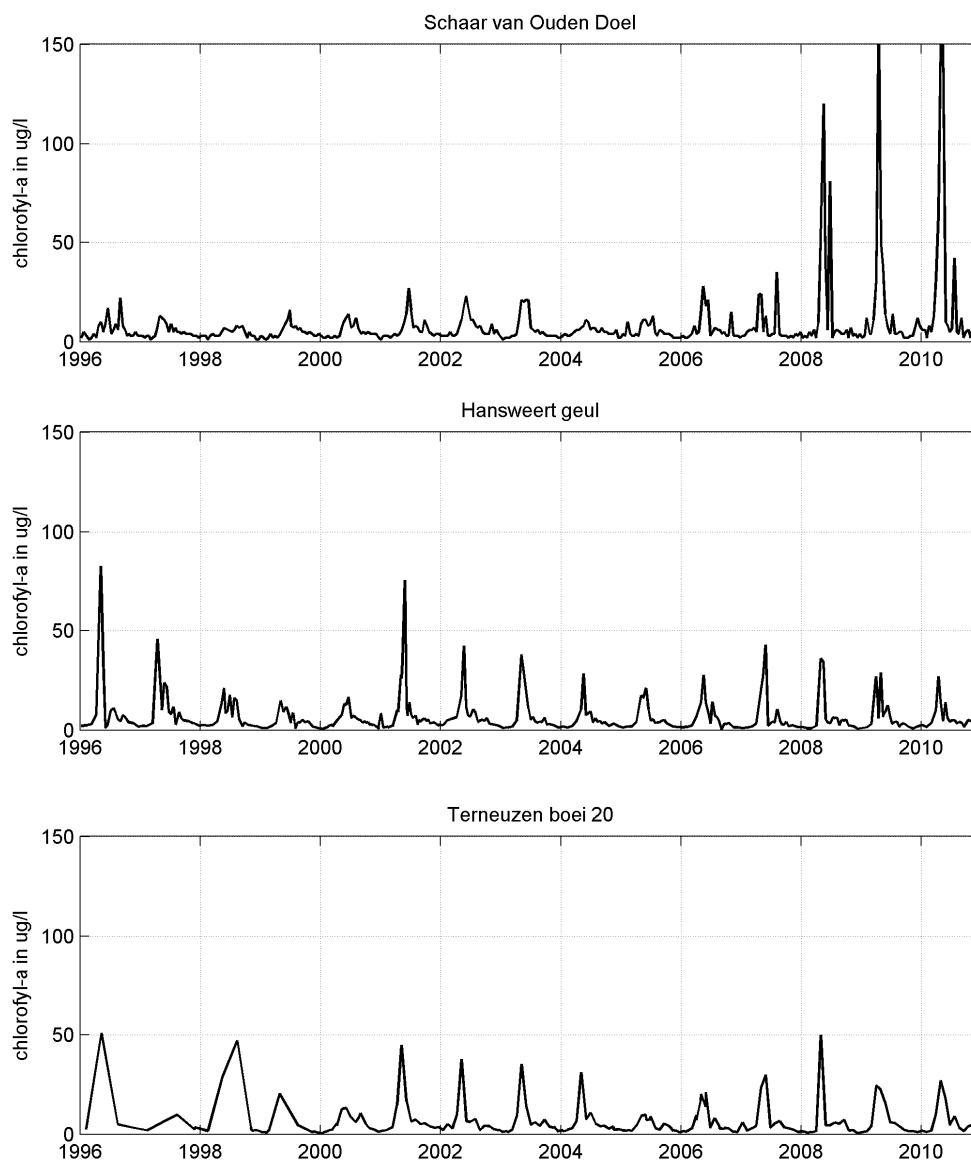 Schaar van Ouden Doel
150
100
50
0
chlorofyl-a in ug/l
1996 1998 2000 2002 2004 2006 2008 2010
Hansweert geul
150
100
50
0
chlorofyl-a in ug/l
1996 1998 2000 2002 2004 2006 2008 2010
Terneuzen boei 20
150
100
50
0
chlorofyl-a in ug/l
1996 1998 2000 2002 2004 2006 2008 2010